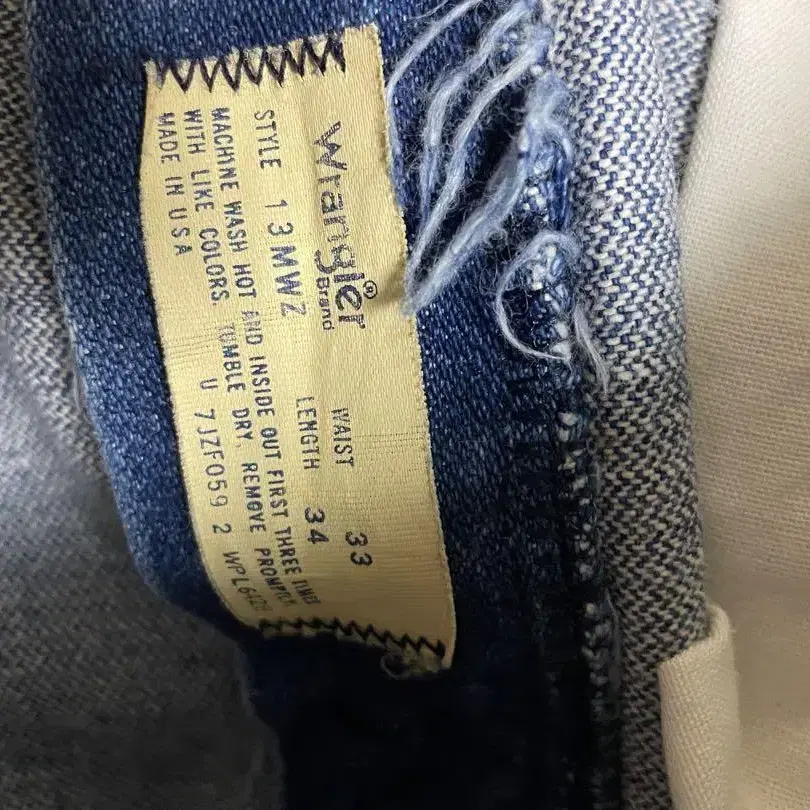 Wrangler®
Brand
WAIST 33
STYLE 13MWZ LENGTH 34
MACHINE WASH HOT AND INSIDE OUT FIRST THREE TIMES
WITH LIKE COLORS TUMBLE DRY REMOVE PROMPTLY
MADE IN USA U 7JZF059 2 WPL6429